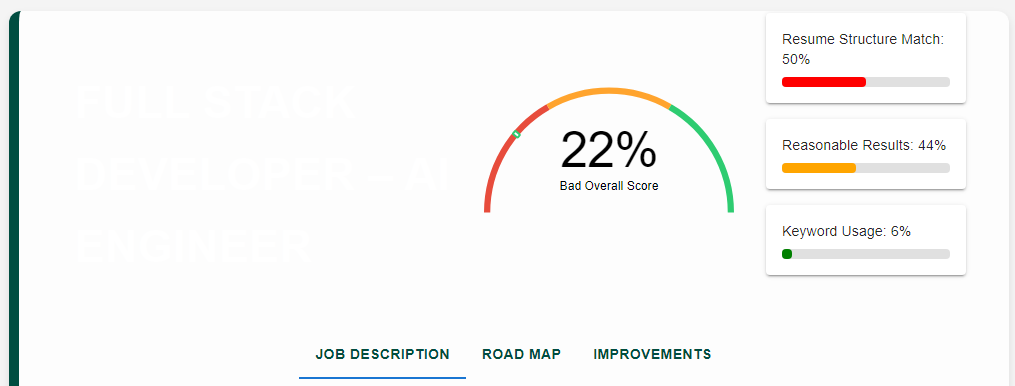 FULL STACK
DEVELOPER – AI
ENGINEER
22%
Bad Overall Score
Resume Structure Match:
50%
Reasonable Results: 44%
Keyword Usage: 6%
JOB DESCRIPTION
ROAD MAP
IMPROVEMENTS